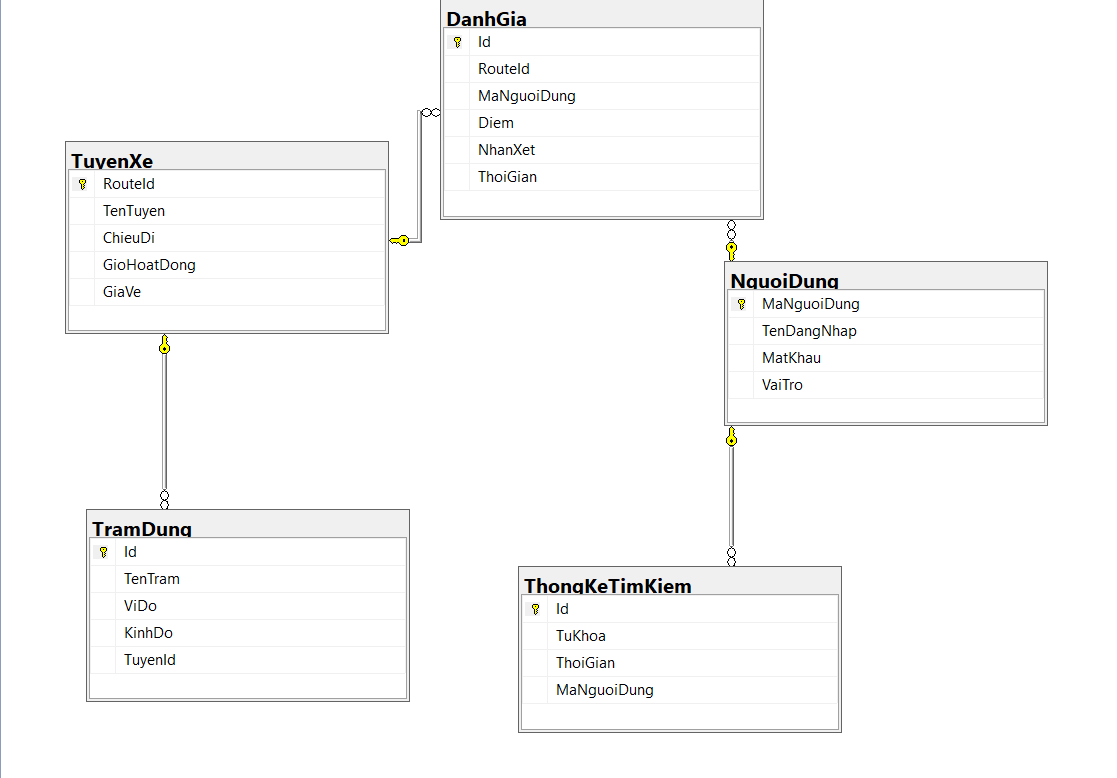 DanhGia
Id
RouteId
MaNguoiDung
Diem
NhanXet
ThoiGian
TuyenXe
RouteId
TenTuyen
ChieuDi
GioHoatDong
GiaVe
NguoiDung
MaNguoiDung
TenDangNhap
MatKhau
VaiTro
TramDung
Id
TenTram
ViDo
KinhDo
TuyenId
ThongKeTimKiem
Id
TuKhoa
ThoiGian
MaNguoiDung